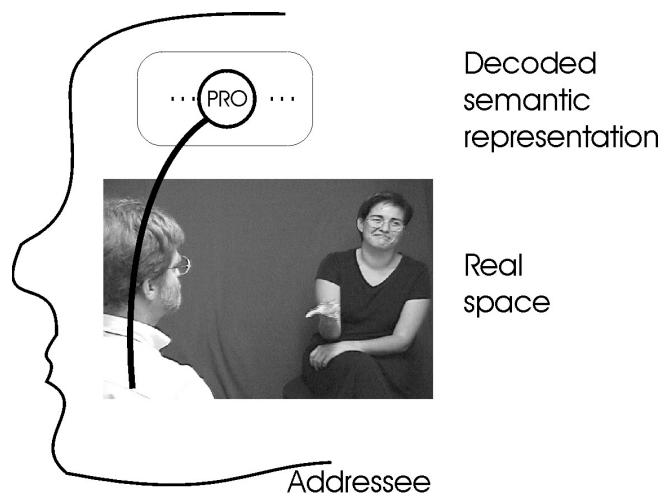 Decoded
semantic
representation
...PRO ...
Real
space
Addressee